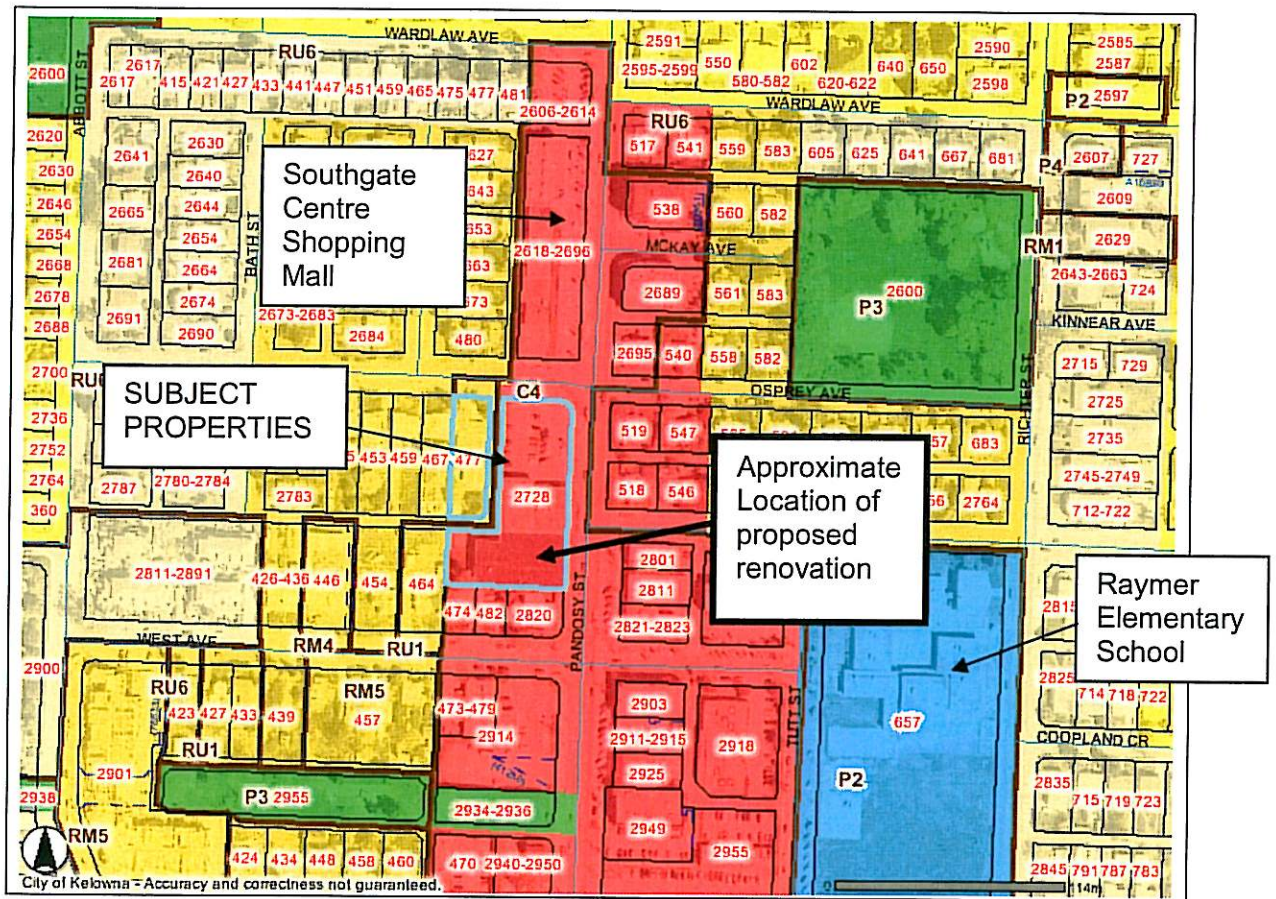 WARDLAW AVE
2600
ABBOTT ST
2617
RU6
2617 415 421 427 433 441 447 451 459 465 475 477 481
2606-2614
2591
2595-2599
550
580-582
602
620-622
640
650
2590
2598
2585
2587
P2
2597
WARDLAW AVE
2620
2630
2646
2654
2668
2678
2688
2700
2736
2752
2764
360
2641
2665
2681
2691
2630
2640
2644
2654
2664
2674
2690
BATH ST
2673-2683
2684
627
643
653
663
673
480
Southgate
Centre
Shopping
Mall
2618-2696
RU6
517 541 559 583 605 625 641 667 681
P4
2607 727
2609
538 560 582
MCKAY AVE
RM1
2629
2643-2663
724
2689 561 583
P3
2600
KINNEAR AVE
2695 540 558 582
OSPREY AVE
RICHTER ST
2715 729
2725
2735
2745-2749
712-722
SUBJECT
PROPERTIES
C4
453 459 467 477
2787
2780-2784
2783
2728
519 547
683
518 546
2764
Approximate
Location of
proposed
renovation
2811-2891
426-436 446 454 464
474 482 2820
2801
2811
2821-2823
PANDOSY ST
Raymer
Elementary
School
2815
2825
714 718 722
WEST AVE
RM4
RU1
2900
RU6
423 427 433 439
RM5
457
RU1
473-479
2914
2903
2911-2915
2925
2918
TUTT ST
657
P2
COOPLAND CR
2835
715 719 723
2901
P3 2955
2938
2934-2936
2949
2955
RM5
424 434 448 458 460
470 2940-2950
2845 791 787 783
City of Kelowna - Accuracy and correctness not guaranteed.
0
114m